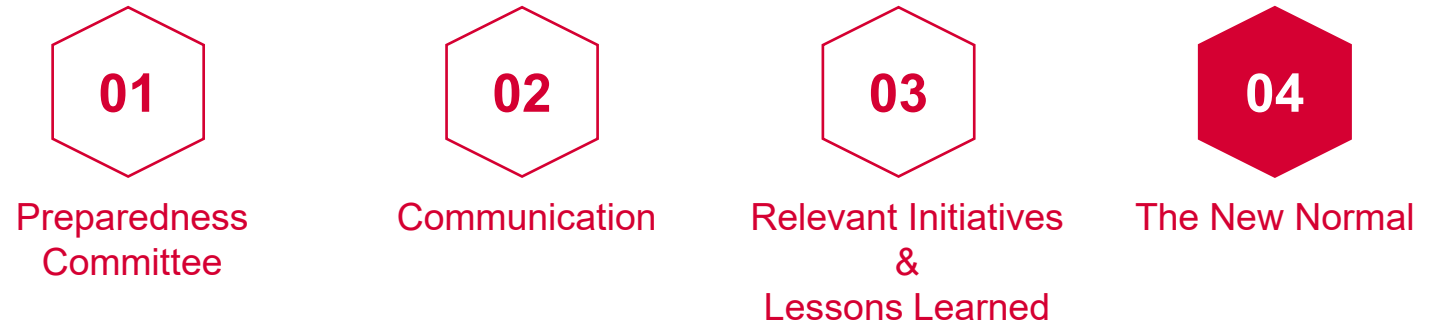 01
Preparedness
Committee
02
Communication
03
Relevant Initiatives
&
Lessons Learned
04
The New Normal